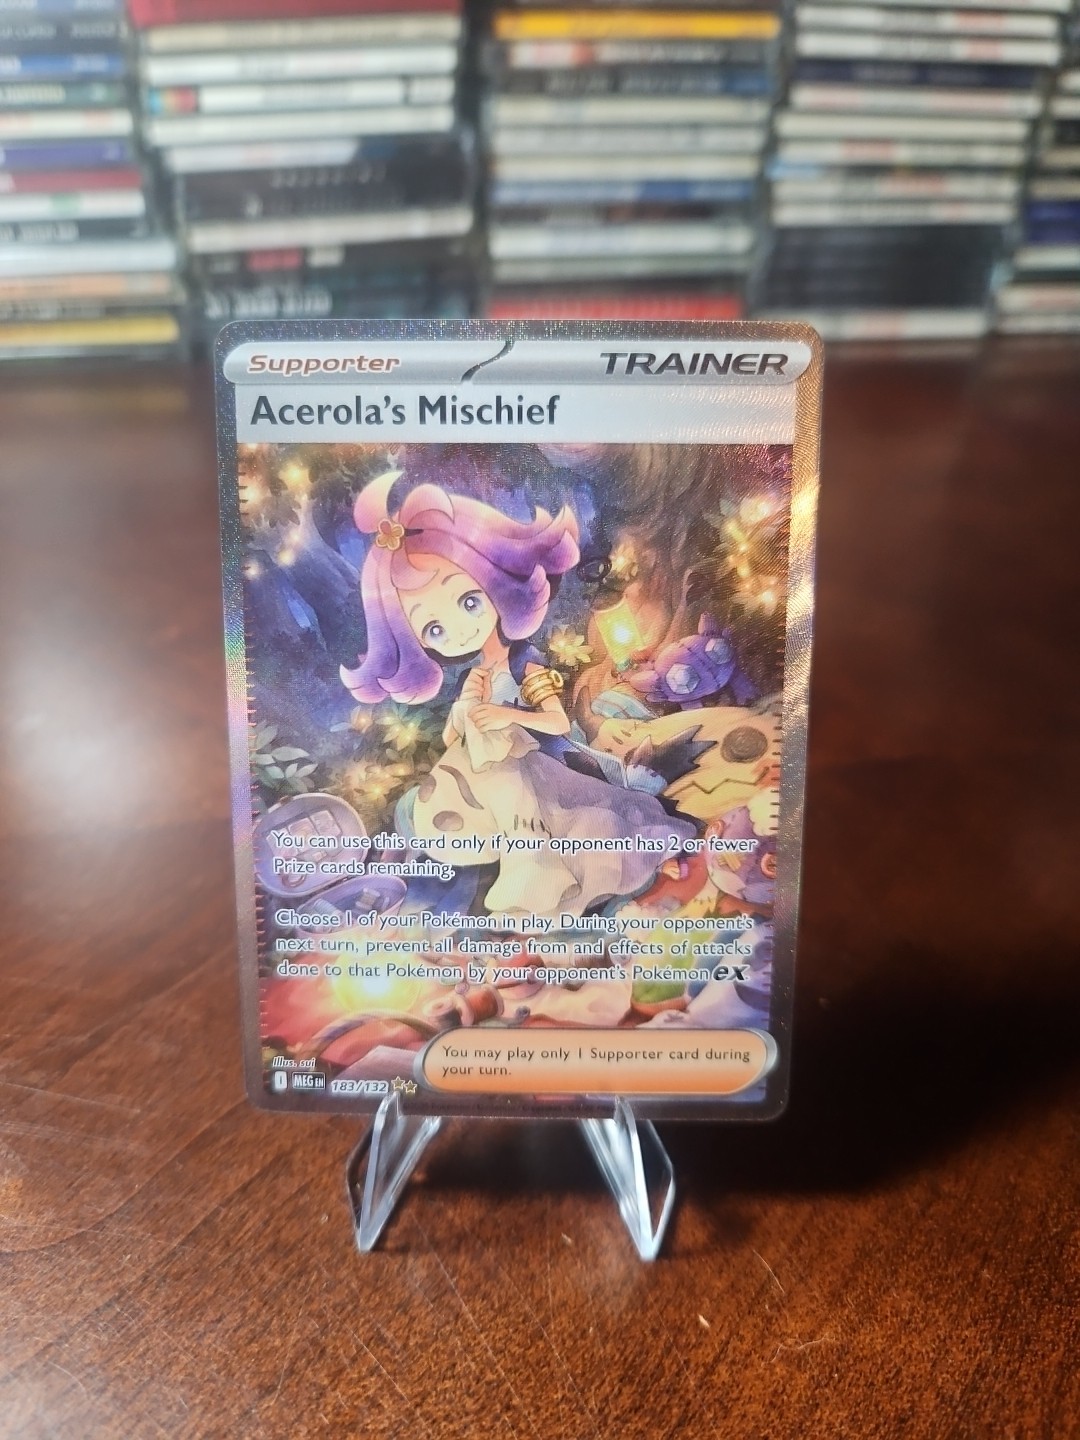 Supporter TRAINER
Acerola's Mischief
You can use this card only if your opponent has 2 or fewer
Prize cards remaining.
Choose 1 of your Pokémon in play. During your opponent's
next turn, prevent all damage from and effects of attacks
done to that Pokémon by your opponent's Pokémon ex.
You may play only 1 Supporter card during
your turn.
Illus. sui
I MEG EN 183/132